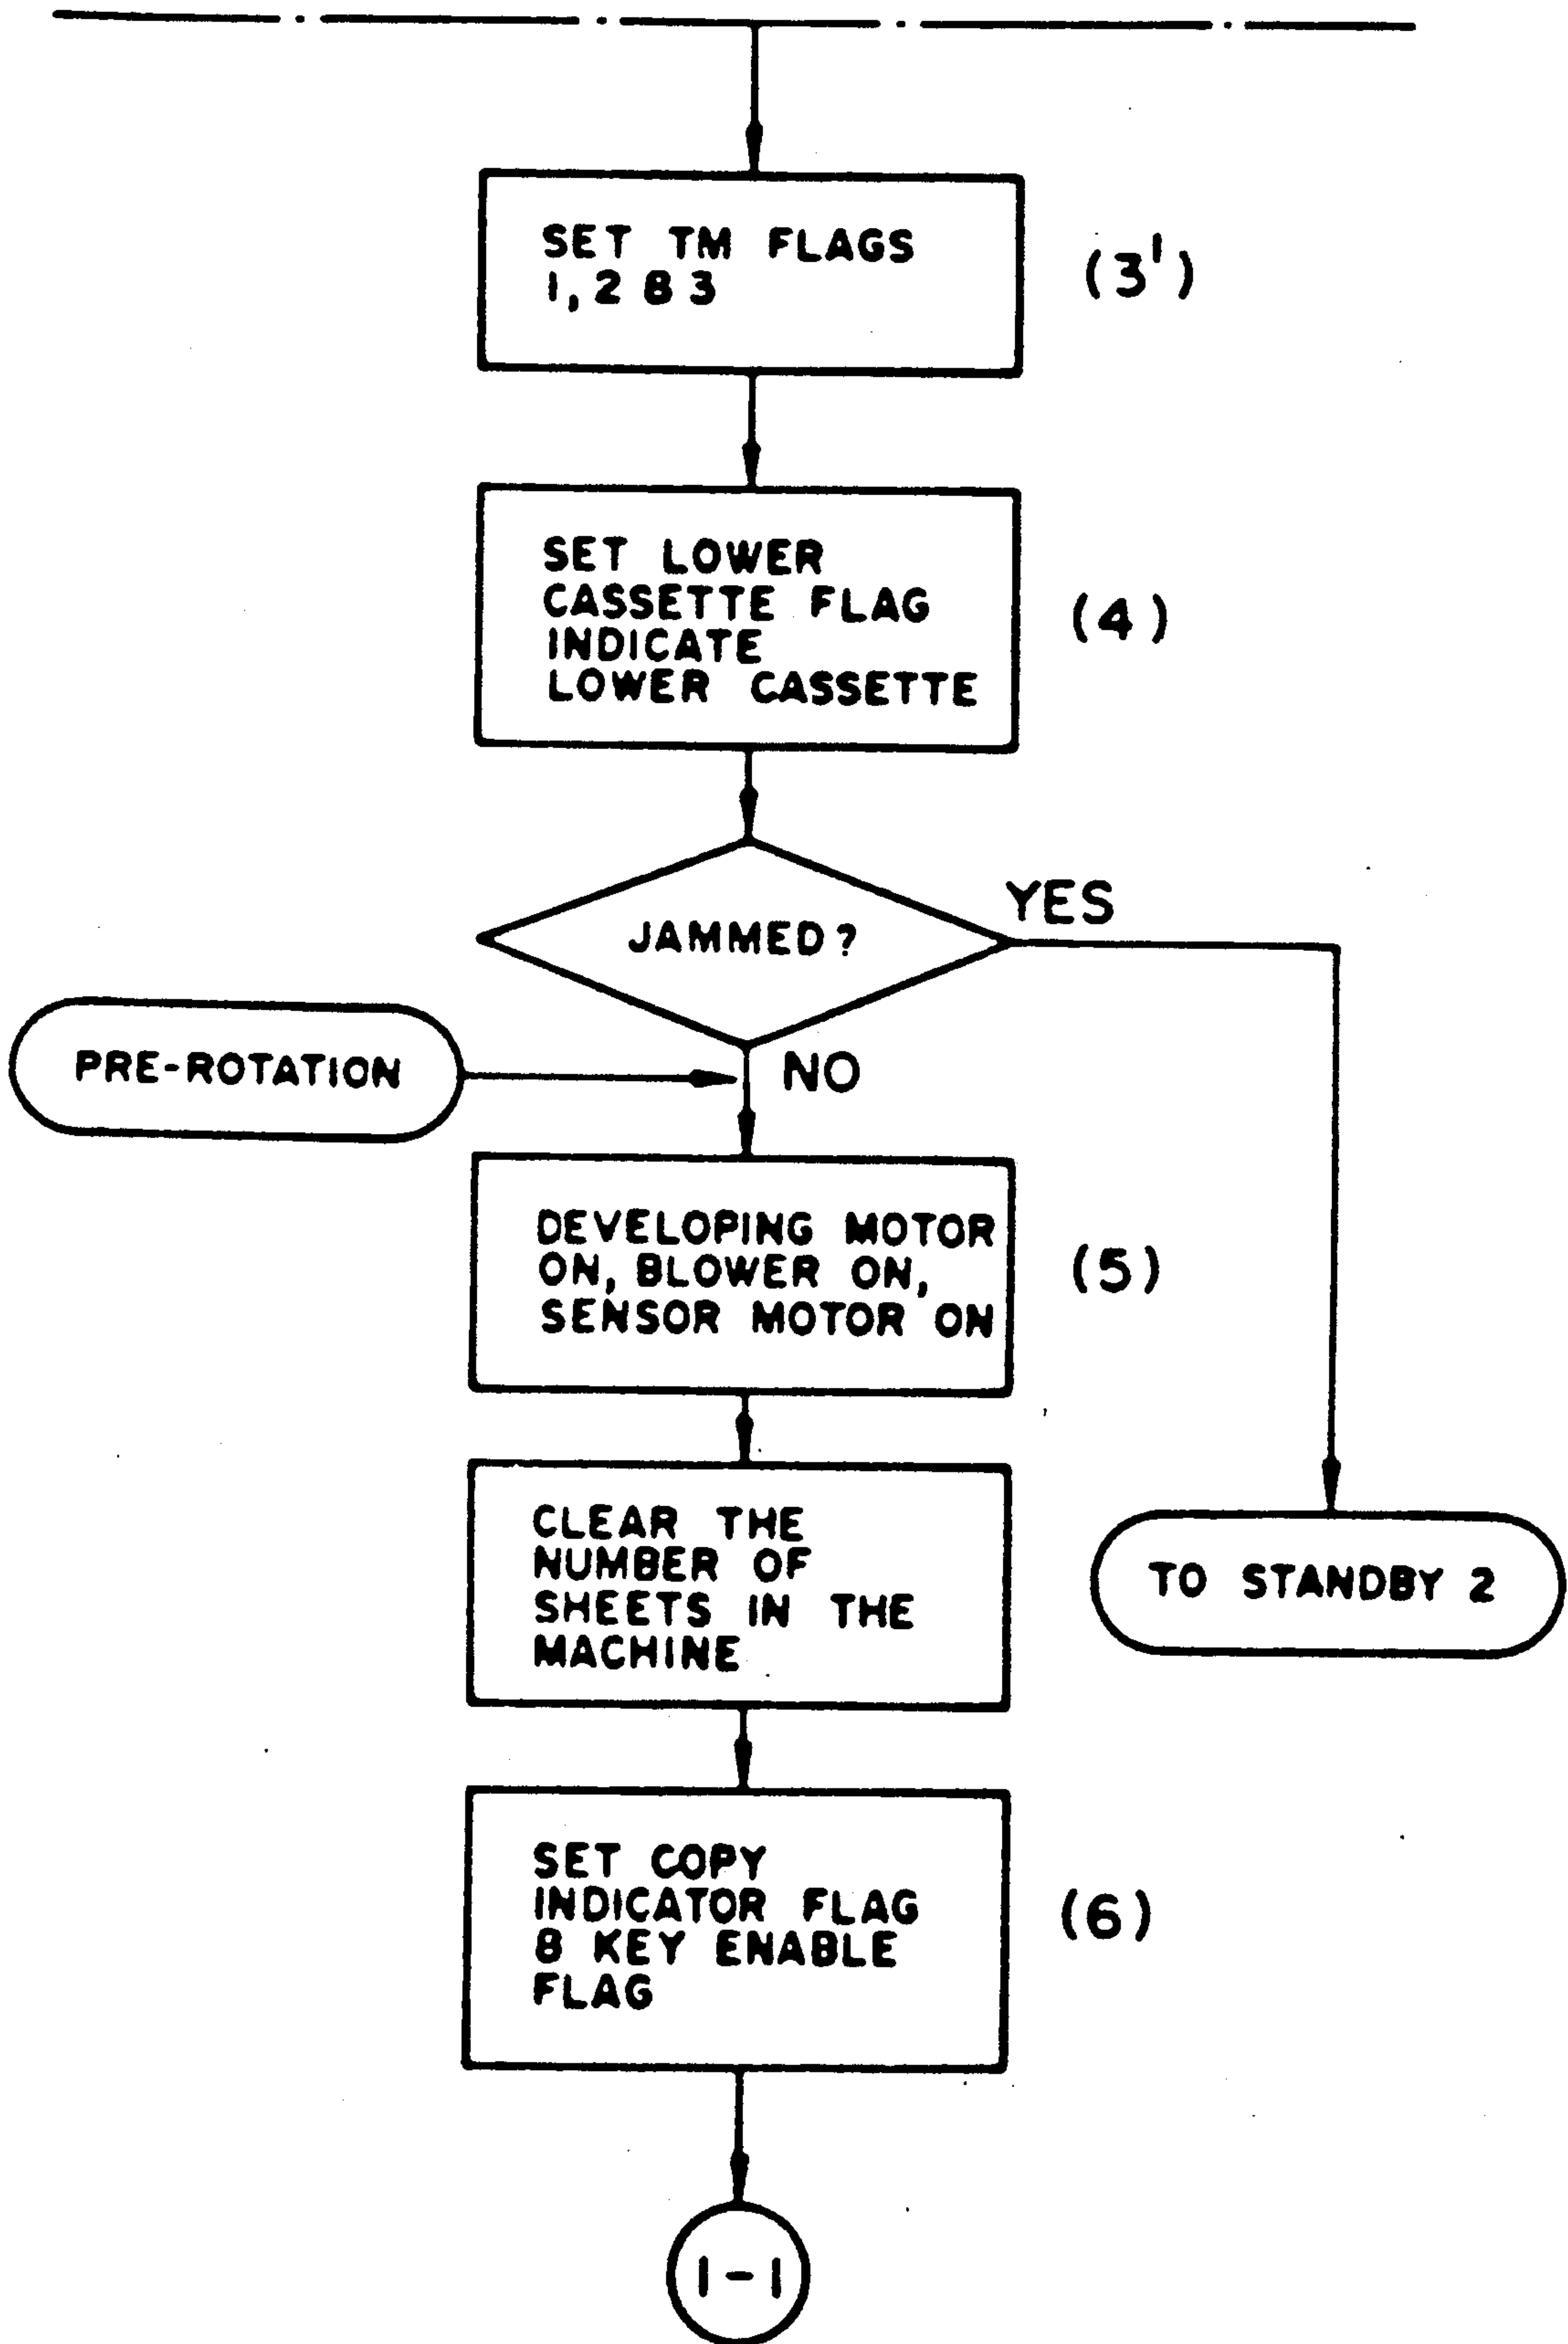 SET TM FLAGS
1, 2 & 3
(3')
SET LOWER
CASSETTE FLAG
INDICATE
LOWER CASSETTE
(4)
JAMMED?
YES
PRE-ROTATION
NO
DEVELOPING MOTOR
ON, BLOWER ON,
SENSOR MOTOR ON
(5)
CLEAR THE
NUMBER OF
SHEETS IN THE
MACHINE
TO STANDBY 2
SET COPY
INDICATOR FLAG
& KEY ENABLE
FLAG
(6)
1-1